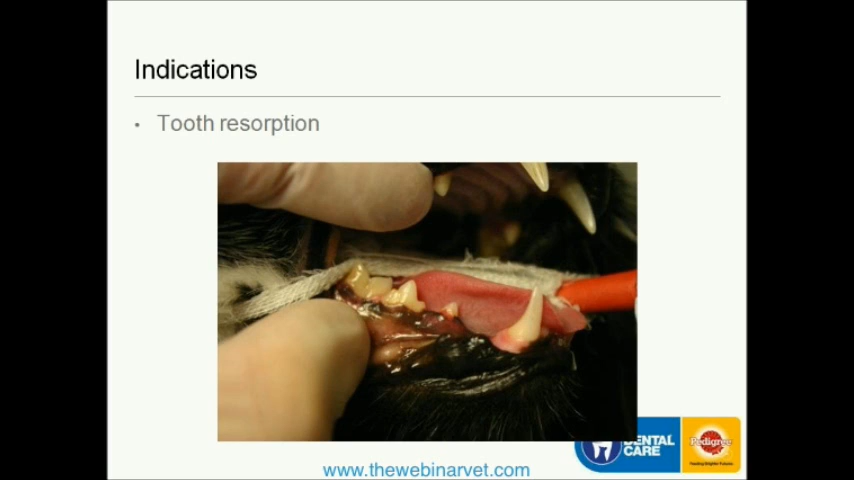 Indications
• Tooth resorption
DENTAL
CARE
Pedigree
www.thewebinarvet.com